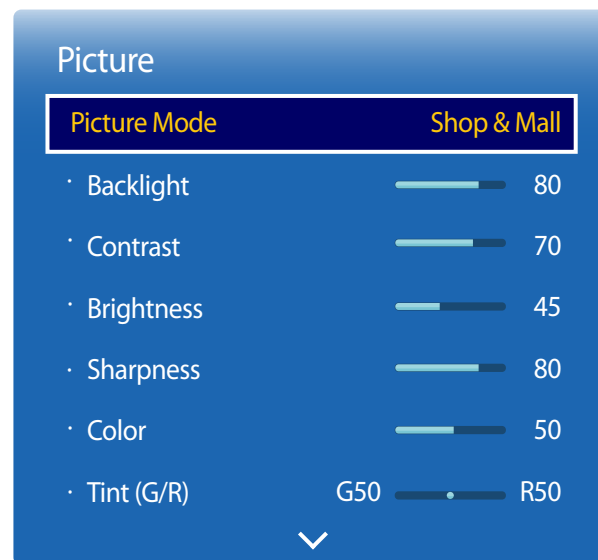 Picture
Picture Mode Shop & Mall
· Backlight 80
· Contrast 70
· Brightness 45
· Sharpness 80
· Color 50
· Tint (G/R) G50 R50